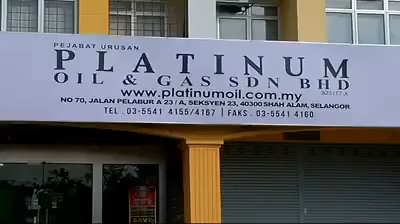 PEJABAT URUSAN
PLATINUM
OIL & GAS SDN BHD
923177-X
www.platinumoil.com.my
NO 70, JALAN PELABUR A 23 / A, SEKSYEN 23, 40300 SHAH ALAM, SELANGOR
TEL . 03-5541 4155/4167 | FAKS . 03-5541 4160